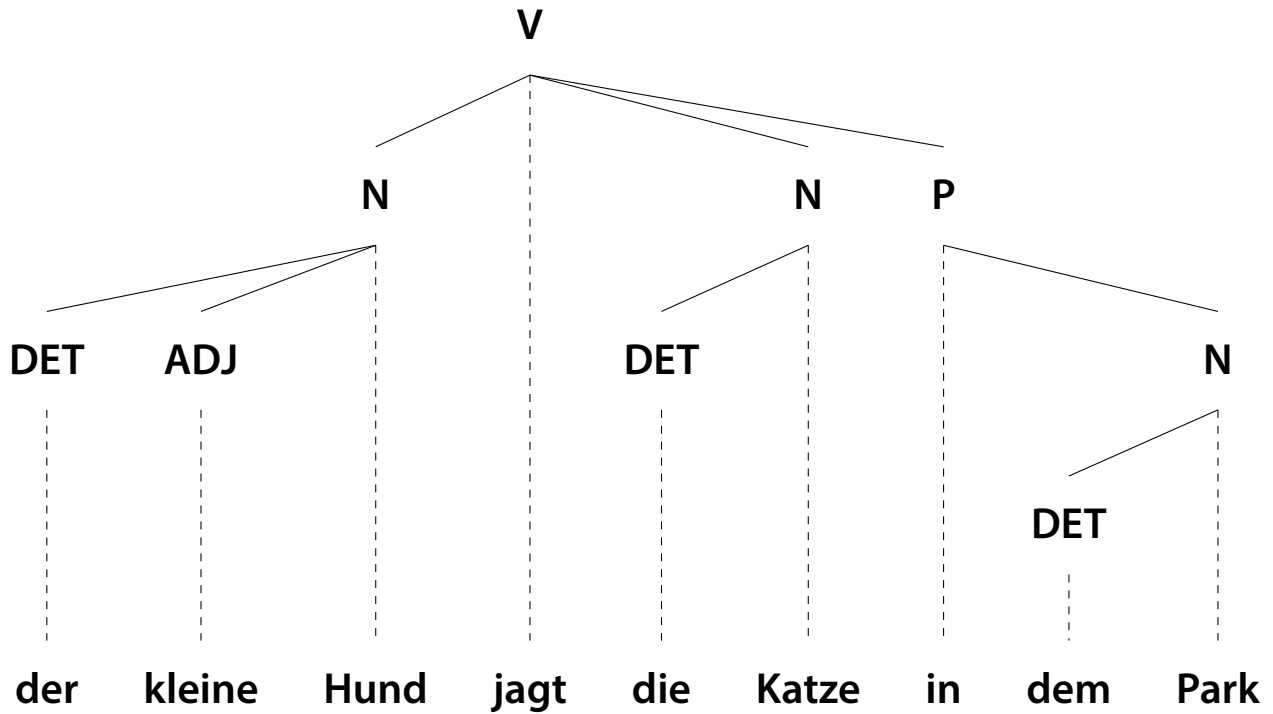 V
N N P
DET ADJ DET N
DET
der kleine Hund jagt die Katze in dem Park